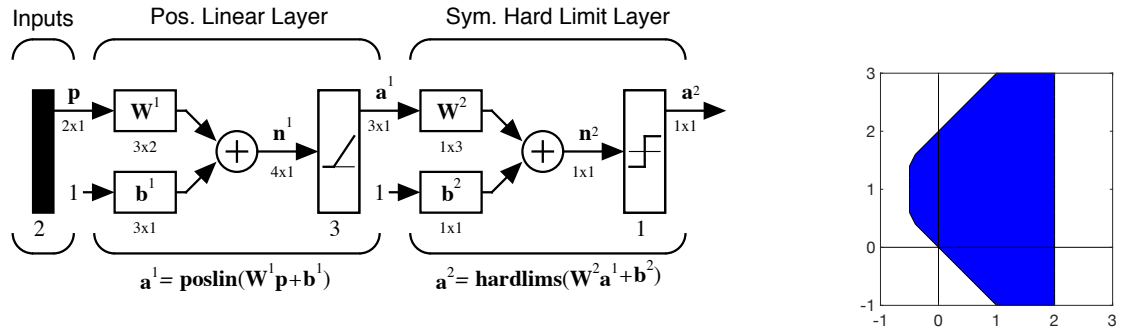 Inputs Pos. Linear Layer Sym. Hard Limit Layer
p a¹ a²
W¹ W²
2x1 3x1 1x1
n¹ n²
3x2 1x3
4x1 1x1
1 b¹ 1 b²
2 3x1 3 1x1 1
a¹= poslin(W¹p+b¹) a²= hardlims(W²a¹+b²)
3
2
1
0
-1
-1 0 1 2 3